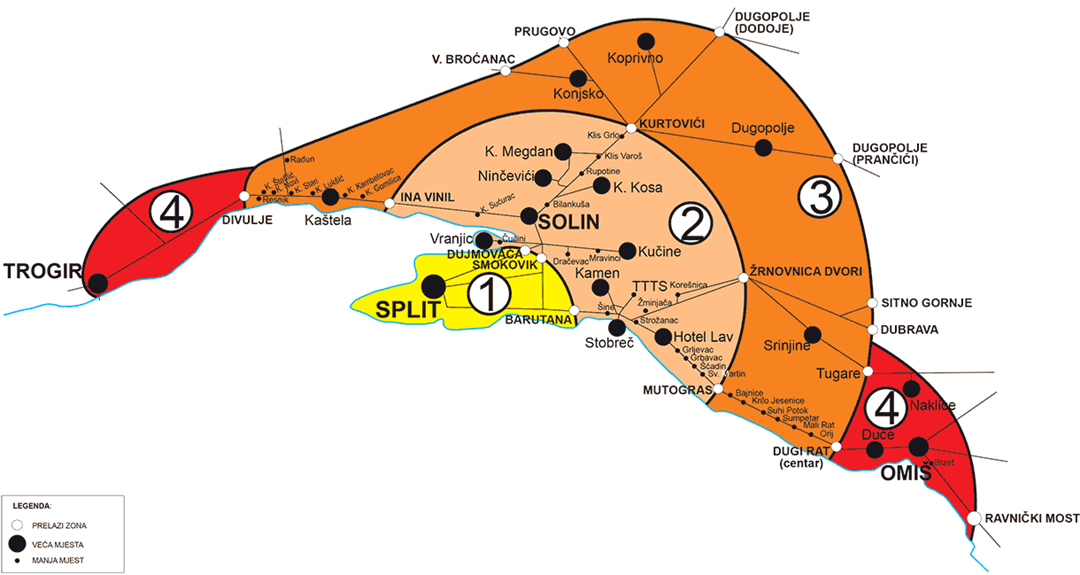 DUGOPOLJE
(DODOJE)
PRUGOVO
V. BROĆANAC
Koprivno
Konjsko
KURTOVIĆI
Klis Grlo
Dugopolje
DUGOPOLJE
(PRANČIĆI)
K. Megdan
Klis Varoš
Radun
Rupotine
Ninčevići
K. Kosa
K. Štafilić
K. Novi
K. Stari
K. Lukšić
K. Kambelovac
K. Gomilica
Resnik
INA VINIL
K. Sućurac
Bilankuša
3
4
DIVULJE
Kaštela
SOLIN
2
Vranjic
Čulini
DUJMOVAČA
SMOKOVIK
Dračevac
Mravinci
Kučine
TROGIR
Kamen
ŽRNOVNICA DVORI
1
TTTS
Korešnica
SPLIT
Žminjača
SITNO GORNJE
BARUTANA
Šine
Strožanac
DUBRAVA
Stobreč
Hotel Lav
Srinjine
Grljevac
Grbavac
Ščadin
Sv. Martin
Tugare
MUTOGRAS
Bajnice
Krilo Jesenice
Suhi Potok
Sumpetar
Mali Rat
Orij
4
Naklice
Duće
DUGI RAT
(centar)
Brzet
OMIŠ
RAVNIČKI MOST
LEGENDA:
PRELAZI ZONA
VEĆA MJESTA
MANJA MJEST